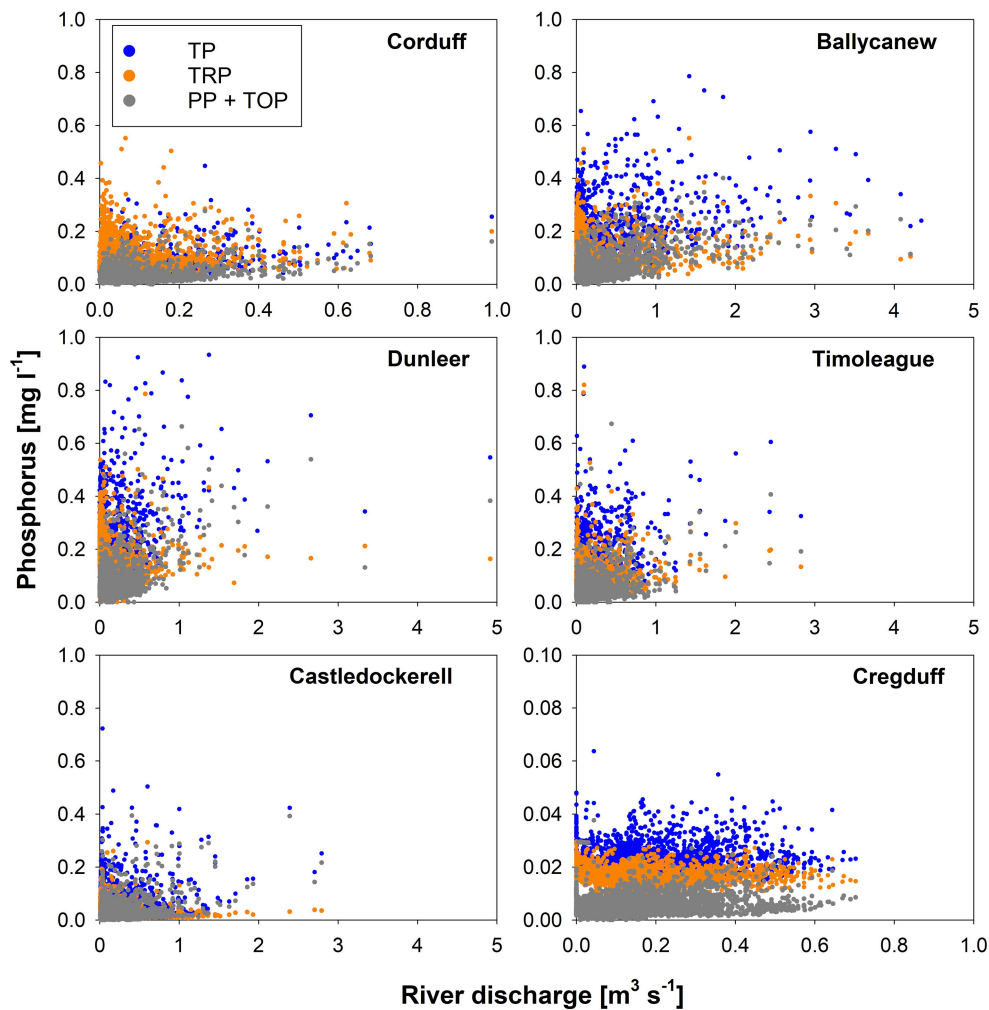 Corduff
TP
TRP
PP + TOP
1.0
0.8
0.6
0.4
0.2
0.0
0.0 0.2 0.4 0.6 0.8 1.0
Ballycanew
1.0
0.8
0.6
0.4
0.2
0.0
0 1 2 3 4 5
Dunleer
1.0
0.8
0.6
0.4
0.2
0.0
0 1 2 3 4 5
Timoleague
1.0
0.8
0.6
0.4
0.2
0.0
0 1 2 3 4 5
Phosphorus [mg l⁻¹]
Castledockerell
1.0
0.8
0.6
0.4
0.2
0.0
0 1 2 3 4 5
Cregduff
0.10
0.08
0.06
0.04
0.02
0.00
0.0 0.2 0.4 0.6 0.8 1.0
River discharge [m³ s⁻¹]